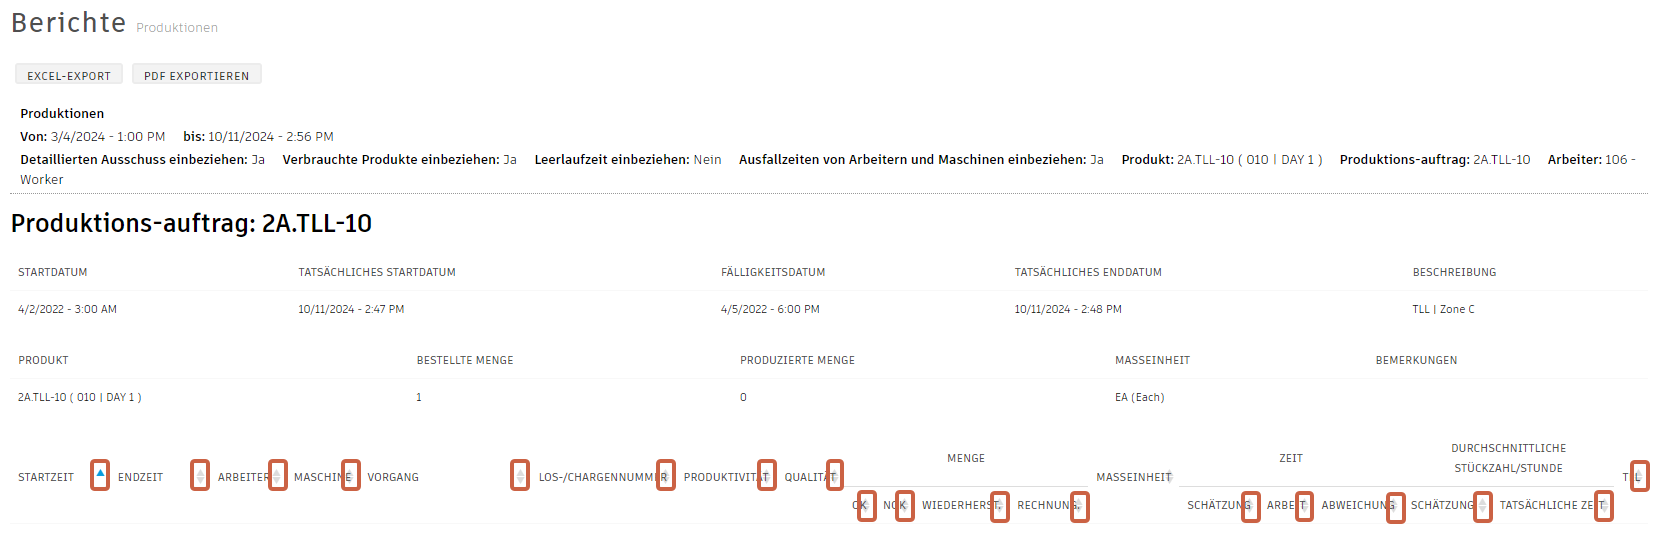 Berichte Produktionen
EXCEL-EXPORT PDF EXPORTIEREN
Produktionen
Von: 3/4/2024 - 1:00 PM bis: 10/11/2024 - 2:56 PM
Detaillierten Ausschuss einbeziehen: Ja Verbrauchte Produkte einbeziehen: Ja Leerlaufzeit einbeziehen: Nein Ausfallzeiten von Arbeitern und Maschinen einbeziehen: Ja Produkt: 2A.TLL-10 ( 010 | DAY 1 ) Produktions-auftrag: 2A.TLL-10 Arbeiter: 106 -
Worker
Produktions-auftrag: 2A.TLL-10
STARTDATUM TATSÄCHLICHES STARTDATUM FÄLLIGKEITSDATUM TATSÄCHLICHES ENDDATUM BESCHREIBUNG
4/2/2022 - 3:00 AM 10/11/2024 - 2:47 PM 4/5/2022 - 6:00 PM 10/11/2024 - 2:48 PM TLL | Zone C
PRODUKT BESTELLTE MENGE PRODUZIERTE MENGE MASSEINHEIT BEMERKUNGEN
2A.TLL-10 ( 010 | DAY 1 ) 1 0 EA (Each)
STARTZEIT ENDZEIT ARBEITER MASCHINE VORGANG LOS-/CHARGENNUMMER PRODUKTIVITÄT QUALITÄT MENGE MASSEINHEIT ZEIT DURCHSCHNITTLICHE
STÜCKZAHL/STUNDE TLL
OK NOK WIEDERHERST. RECHNUNG. SCHÄTZUNG ARBEIT ABWEICHUNG SCHÄTZUNG TATSÄCHLICHE ZEIT